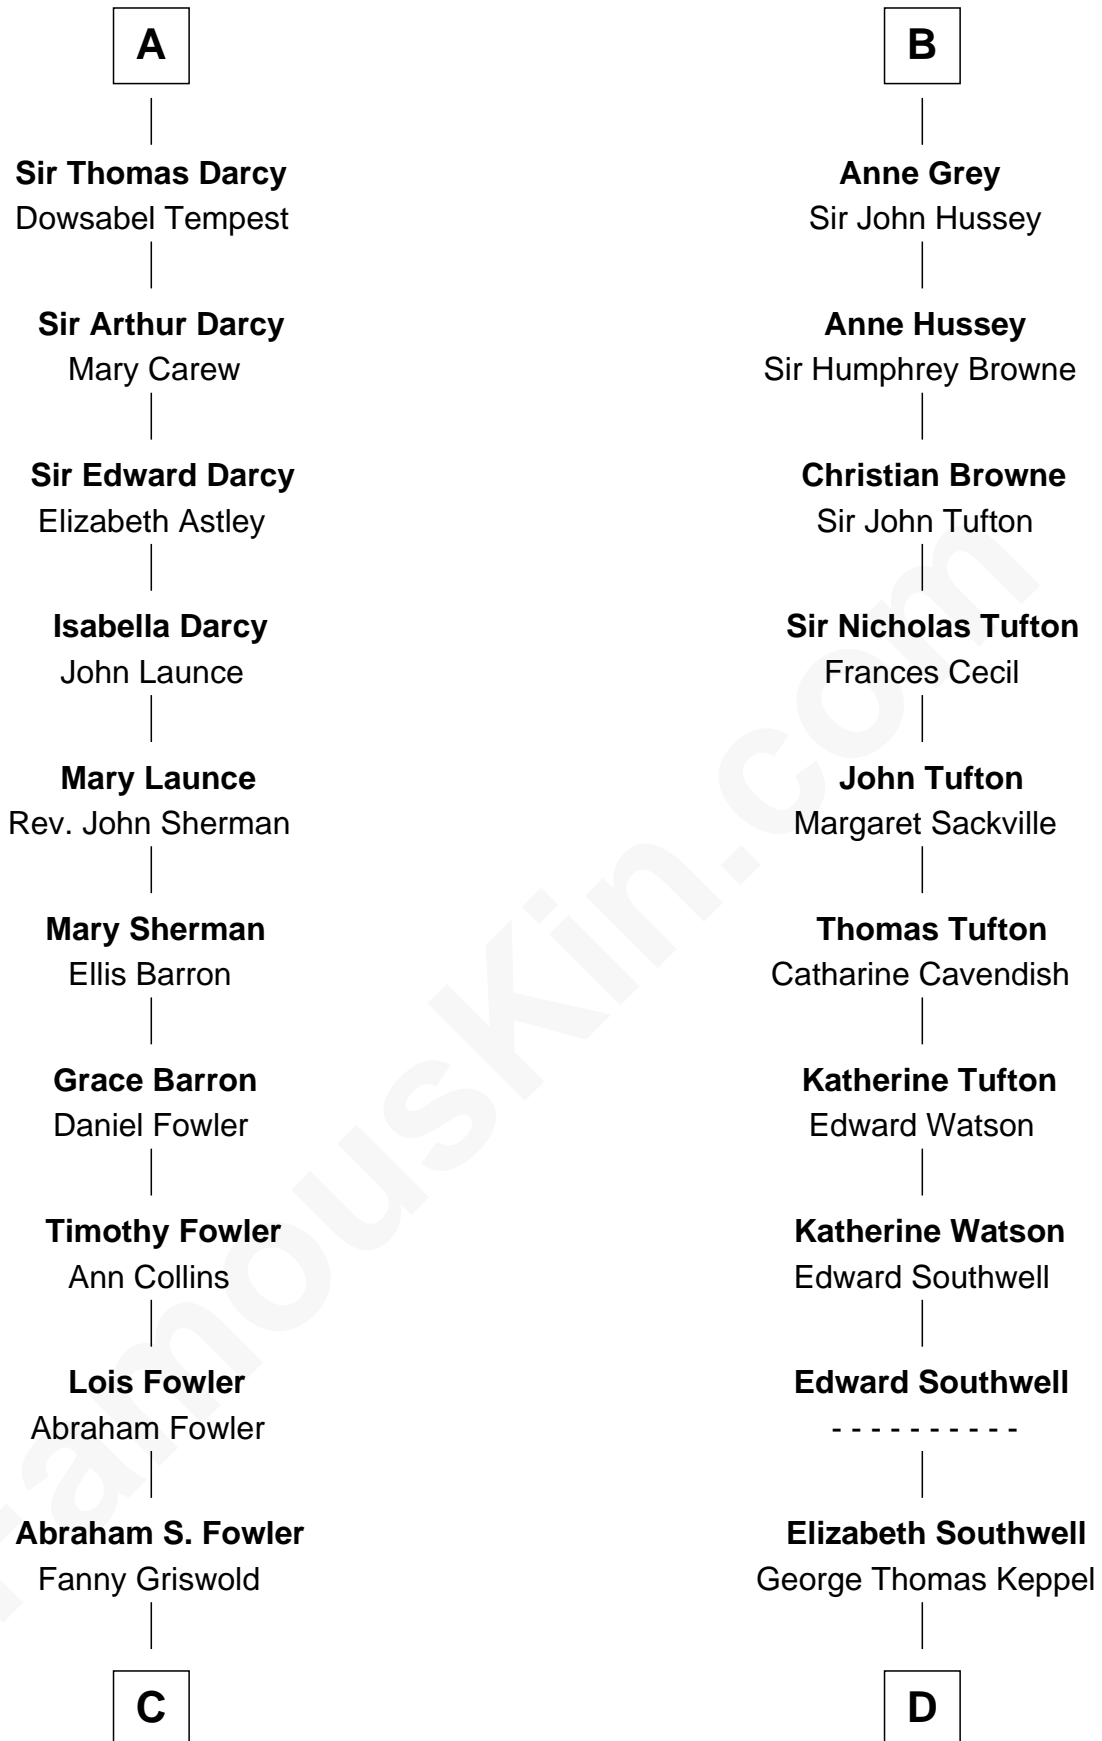 A
Sir Thomas Darcy
Dowsabel Tempest
Sir Arthur Darcy
Mary Carew
Sir Edward Darcy
Elizabeth Astley
Isabella Darcy
John Launce
Mary Launce
Rev. John Sherman
Mary Sherman
Ellis Barron
Grace Barron
Daniel Fowler
Timothy Fowler
Ann Collins
Lois Fowler
Abraham Fowler
Abraham S. Fowler
Fanny Griswold
C
B
Anne Grey
Sir John Hussey
Anne Hussey
Sir Humphrey Browne
Christian Browne
Sir John Tufton
Sir Nicholas Tufton
Frances Cecil
John Tufton
Margaret Sackville
Thomas Tufton
Catharine Cavendish
Katherine Tufton
Edward Watson
Katherine Watson
Edward Southwell
Edward Southwell
- - - - - - - - - -
Elizabeth Southwell
George Thomas Keppel
D
FamousKin.com